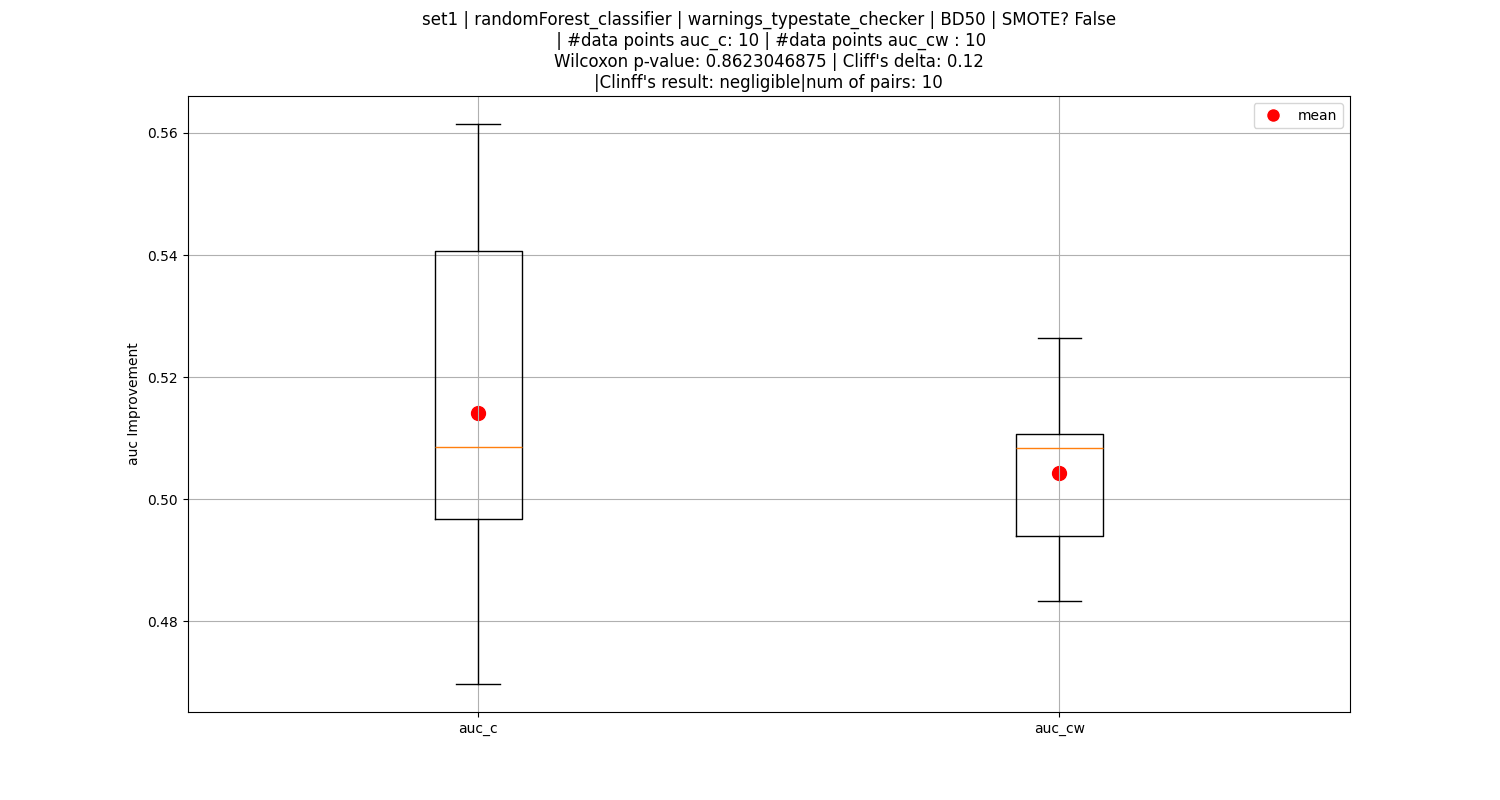 set1 | randomForest_classifier | warnings_typestate_checker | BD50 | SMOTE? False
| #data points auc_c: 10 | #data points auc_cw : 10
Wilcoxon p-value: 0.8623046875 | Cliff's delta: 0.12
|Clinff's result: negligible|num of pairs: 10
mean
0.56
0.54
0.52
0.50
0.48
auc Improvement
auc_c
auc_cw